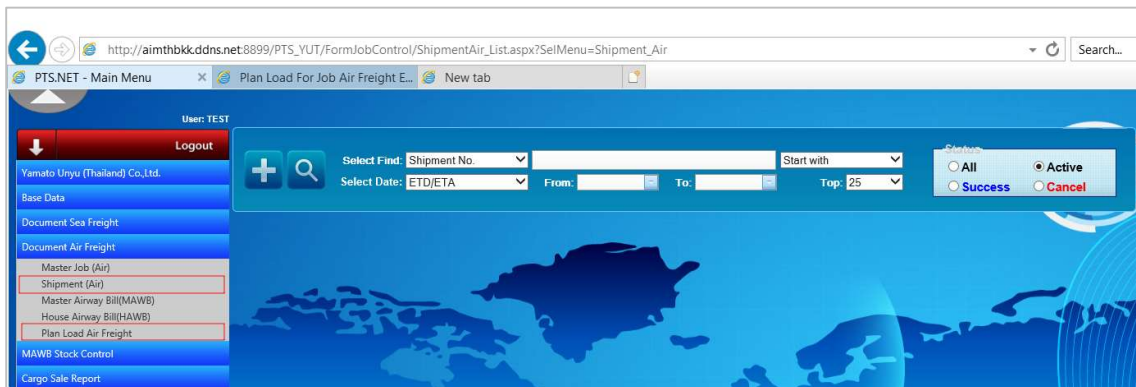 http://aimthbkk.ddns.net:8899/PTS_YUT/FormJobControl/ShipmentAir_List.aspx?SelMenu=Shipment_Air
Search...
PTS.NET - Main Menu
Plan Load For Job Air Freight E...
New tab
User: TEST
Logout
Yamato Unyu (Thailand) Co.,Ltd.
Base Data
Document Sea Freight
Document Air Freight
Master Job (Air)
Shipment (Air)
Master Airway Bill(MAWB)
House Airway Bill(HAWB)
Plan Load Air Freight
MAWB Stock Control
Cargo Sale Report
Select Find: Shipment No. Start with
Select Date: ETD/ETA From: To: Top: 25
Status
All Active
Success Cancel